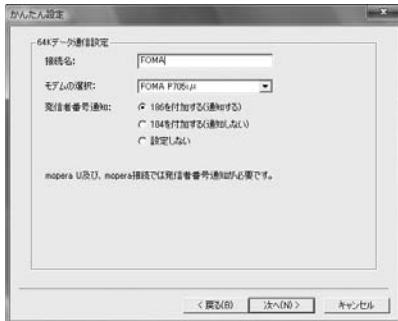 かんたん設定
64Kデータ通信設定
接続名: FOMA
モデムの選択: FOMA P705iμ
発信者番号通知: 186を付加する(通知する)
184を付加する(通知しない)
設定しない
mopera U及び、mopera接続では発信者番号通知が必要です。
< 戻る(B) 次へ(N) > キャンセル